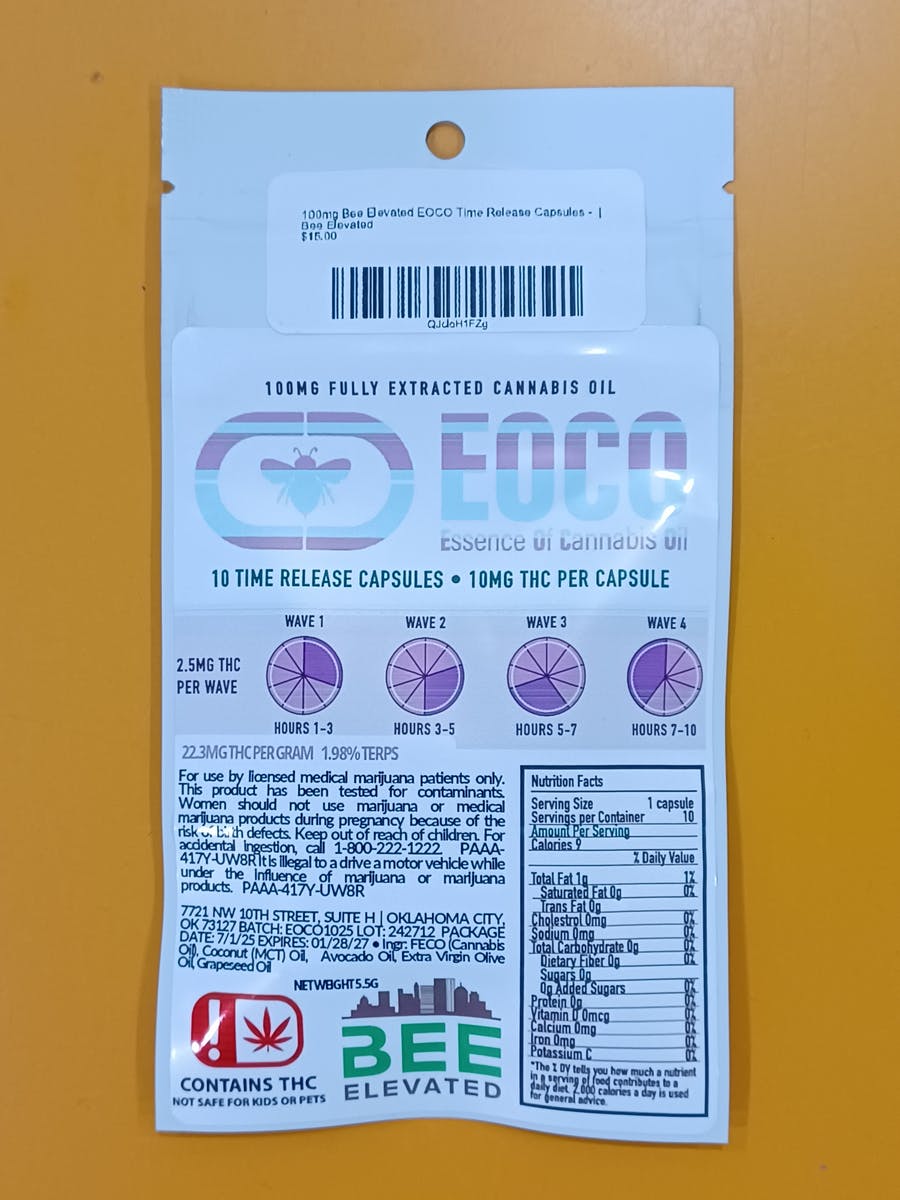 100mg Bee Elevated EOCO Time Release Capsules - |
Bee Elevated
$15.00
QJdoH1FZg
100MG FULLY EXTRACTED CANNABIS OIL
EOCO
Essence Of Cannabis Oil
10 TIME RELEASE CAPSULES • 10MG THC PER CAPSULE
WAVE 1 WAVE 2 WAVE 3 WAVE 4
2.5MG THC
PER WAVE
HOURS 1-3 HOURS 3-5 HOURS 5-7 HOURS 7-10
22.3MG THC PER GRAM 1.98% TERPS
For use by licensed medical marijuana patients only.
This product has been tested for contaminants.
Women should not use marijuana or medical
marijuana products during pregnancy because of the
risk of birth defects. Keep out of reach of children. For
accidental ingestion, call 1-800-222-1222. PAAA-
417Y-UW8R It is illegal to a drive a motor vehicle while
under the influence of marijuana or marijuana
products. PAAA-417Y-UW8R
7721 NW 10TH STREET, SUITE H | OKLAHOMA CITY,
OK 73127 BATCH: EOCO1025 LOT: 242712 PACKAGE
DATE: 7/1/25 EXPIRES: 01/28/27 • Ingr: FECO (Cannabis
Oil), Coconut (MCT) Oil, Avocado Oil, Extra Virgin Olive
Oil, Grapeseed Oil
NET WEIGHT 5.5G
CONTAINS THC
NOT SAFE FOR KIDS OR PETS
BEE
ELEVATED
Nutrition Facts
Serving Size 1 capsule
Servings per Container 10
Amount Per Serving
Calories 9
% Daily Value
Total Fat 1g 1%
Saturated Fat 0g 0%
Trans Fat 0g
Cholestrol 0mg 0%
Sodium 0mg 0%
Total Carbohydrate 0g 0%
Dietary Fiber 0g 0%
Sugars 0g
0g Added Sugars 0%
Protein 0g 0%
Vitamin D 0mcg 0%
Calcium 0mg 0%
Iron 0mg 0%
Potassium C 0%
*The % DV tells you how much a nutrient
in a serving of food contributes to a
daily diet. 2,000 calories a day is used
for general advice.